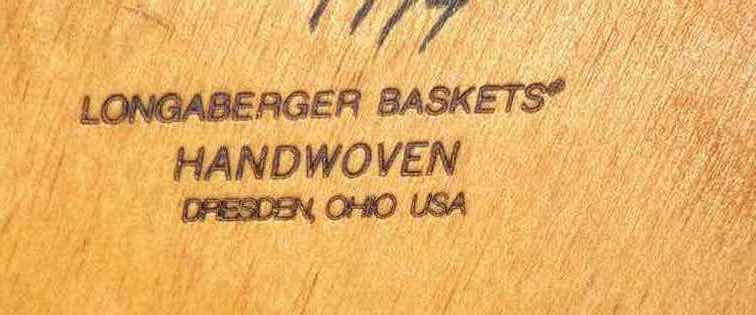 LONGABERGER BASKETS®
HANDWOVEN
DRESDEN, OHIO USA